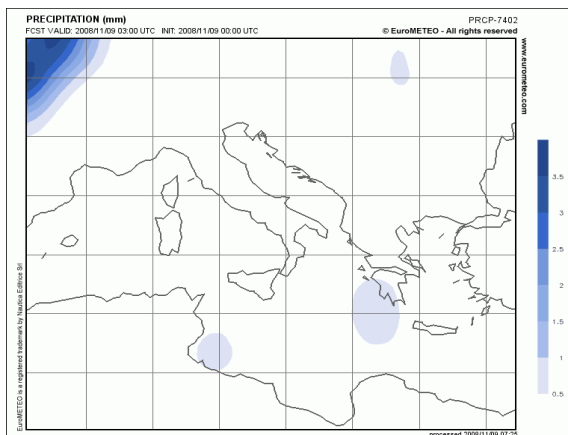 PRECIPITATION (mm)
PRCP-7402
FCST VALID: 2008/11/09 03:00 UTC INIT: 2008/11/09 00:00 UTC
© EuroMETEO - All rights reserved
www.eurometeo.com
3.5
3
2.5
2
1.5
1
0.5
EuroMETEO is a registered trademark by Nautica Editrice Srl
processed 2008/11/09 07:25